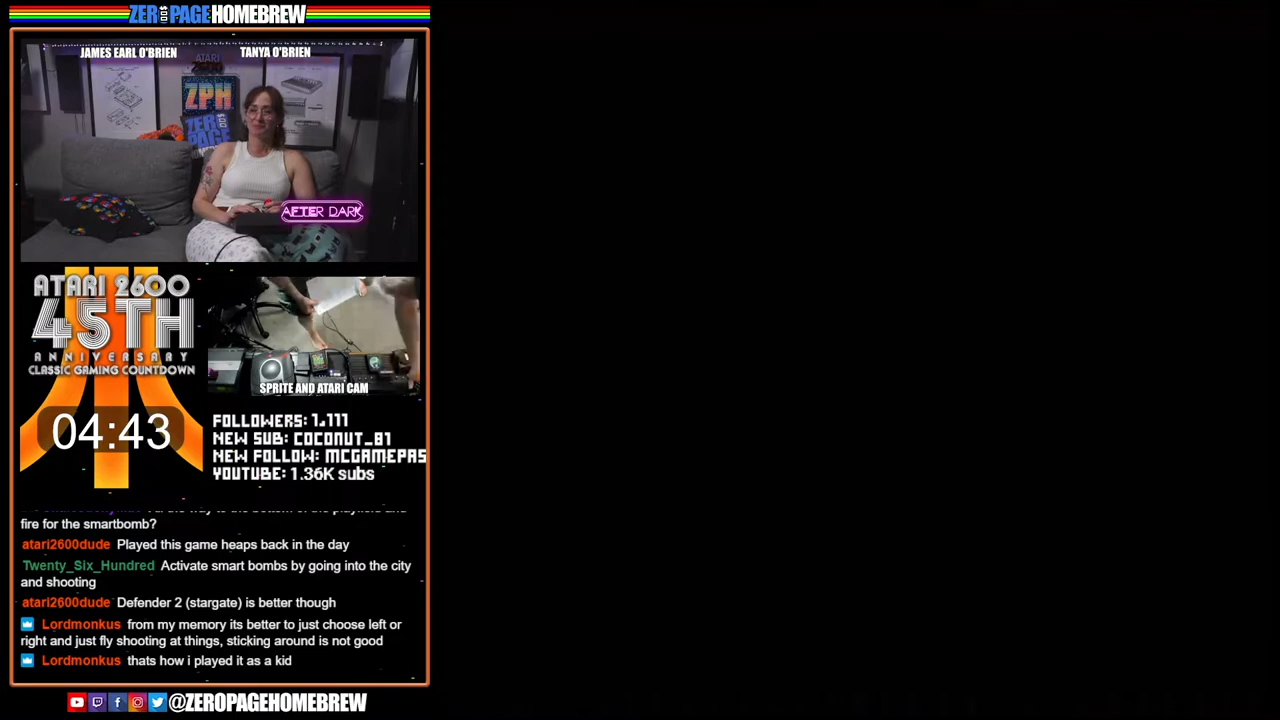 ZEROPAGE HOMEBREW
JAMES EARL O'BRIEN
TANYA O'BRIEN
ATARI
ZPH
ZERO
PAGE
AFTER DARK
ATARI 2600
45TH
ANNIVERSARY
CLASSIC GAMING COUNTDOWN
04:43
SPRITE AND ATARI CAM
FOLLOWERS: 1,111
NEW SUB: COCONUT_81
NEW FOLLOW: MCGAMEPAS
YOUTUBE: 1.36K subs
fire for the smartbomb?
atari2600dude Played this game heaps back in the day
Twenty_Six_Hundred Activate smart bombs by going into the city
and shooting
atari2600dude Defender 2 (stargate) is better though
Lordmonkus from my memory its better to just choose left or
right and just fly shooting at things, sticking around is not good
Lordmonkus thats how i played it as a kid
@ZEROPAGEHOMEBREW